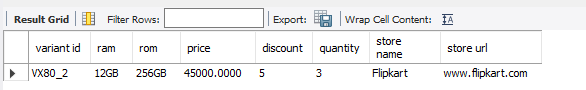 Result Grid Filter Rows: Export: Wrap Cell Content: IA
variant id ram rom price discount quantity store name store url
VX80_2 12GB 256GB 45000.0000 5 3 Flipkart www.flipkart.com